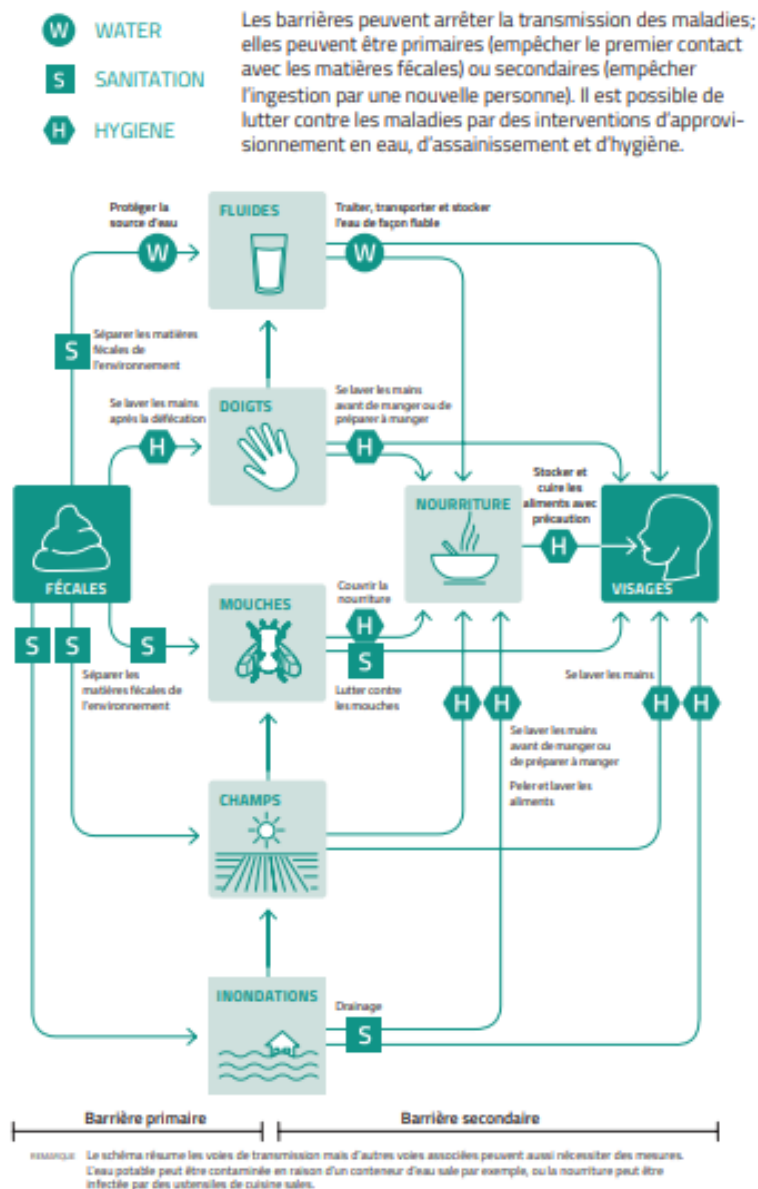 W WATER
S SANITATION
H HYGIENE
Les barrières peuvent arrêter la transmission des maladies;
elles peuvent être primaires (empêcher le premier contact
avec les matières fécales) ou secondaires (empêcher
l'ingestion par une nouvelle personne). Il est possible de
lutter contre les maladies par des interventions d'approvi-
sionnement en eau, d'assainissement et d'hygiène.
Protéger la
source d'eau
W
FLUIDES
Traiter, transporter et stocker
l'eau de façon fiable
W
S
Séparer les matières
fécales de
l'environnement
Se laver les mains
après la défécation
H
DOIGTS
Se laver les mains
avant de manger ou de
préparer à manger
H
FÉCALES
NOURRITURE
Stocker et
cuire les
aliments avec
précaution
H
VISAGES
S
S
S
Séparer les
matières fécales de
l'environnement
MOUCHES
Couvrir la
nourriture
H
S
Lutter contre
les mouches
H
H
Se laver les mains
avant de manger ou
de préparer à manger
Peler et laver les
aliments
Se laver les mains
H
H
CHAMPS
INONDATIONS
Drainage
S
Barrière primaire
Barrière secondaire
REMARQUE Le schéma résume les voies de transmission mais d'autres voies associées peuvent aussi nécessiter des mesures.
L'eau potable peut être contaminée en raison d'un conteneur d'eau sale par exemple, ou la nourriture peut être
infectée par des ustensiles de cuisine sales.